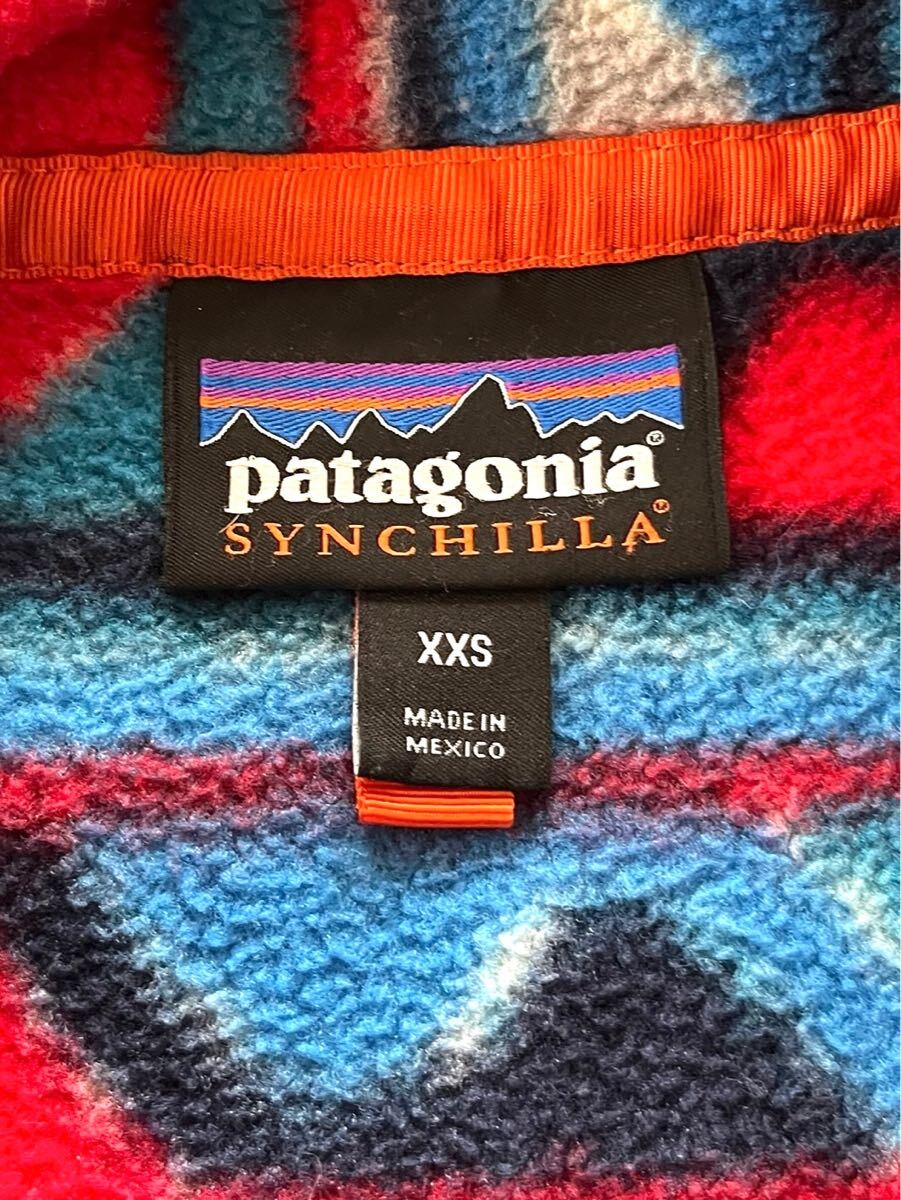 patagonia®
SYNCHILLA®
XXS
MADE IN
MEXICO